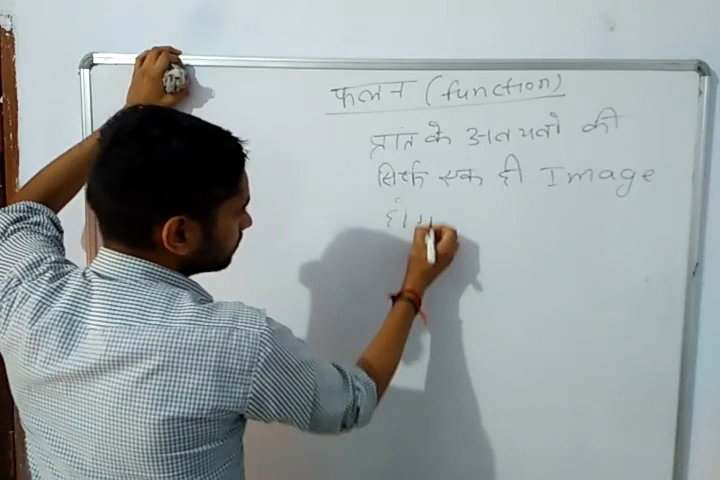 फलन (function)
प्रांत के अवयवो की
सिर्फ एक ही Image